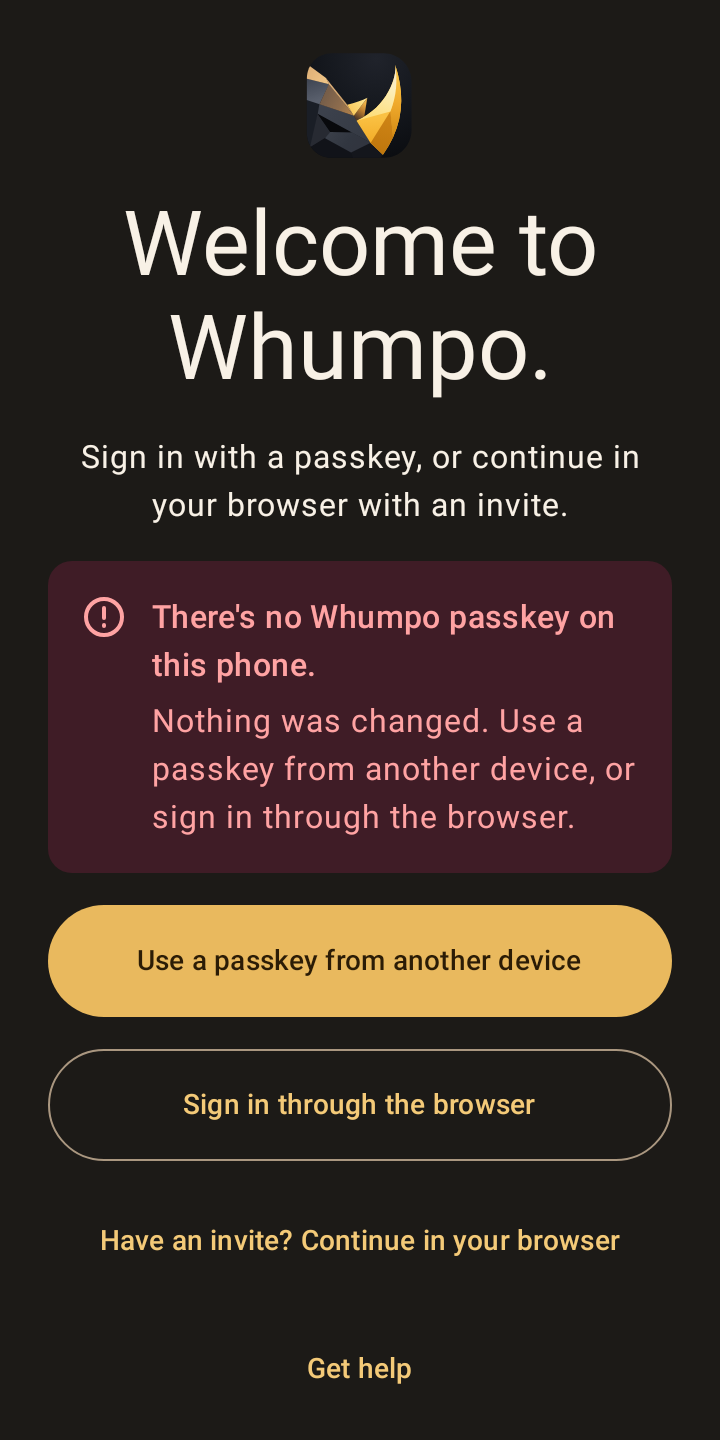 Welcome to
Whumpo.
Sign in with a passkey, or continue in
your browser with an invite.
There's no Whumpo passkey on
this phone.
Nothing was changed. Use a
passkey from another device, or
sign in through the browser.
Use a passkey from another device
Sign in through the browser
Have an invite? Continue in your browser
Get help